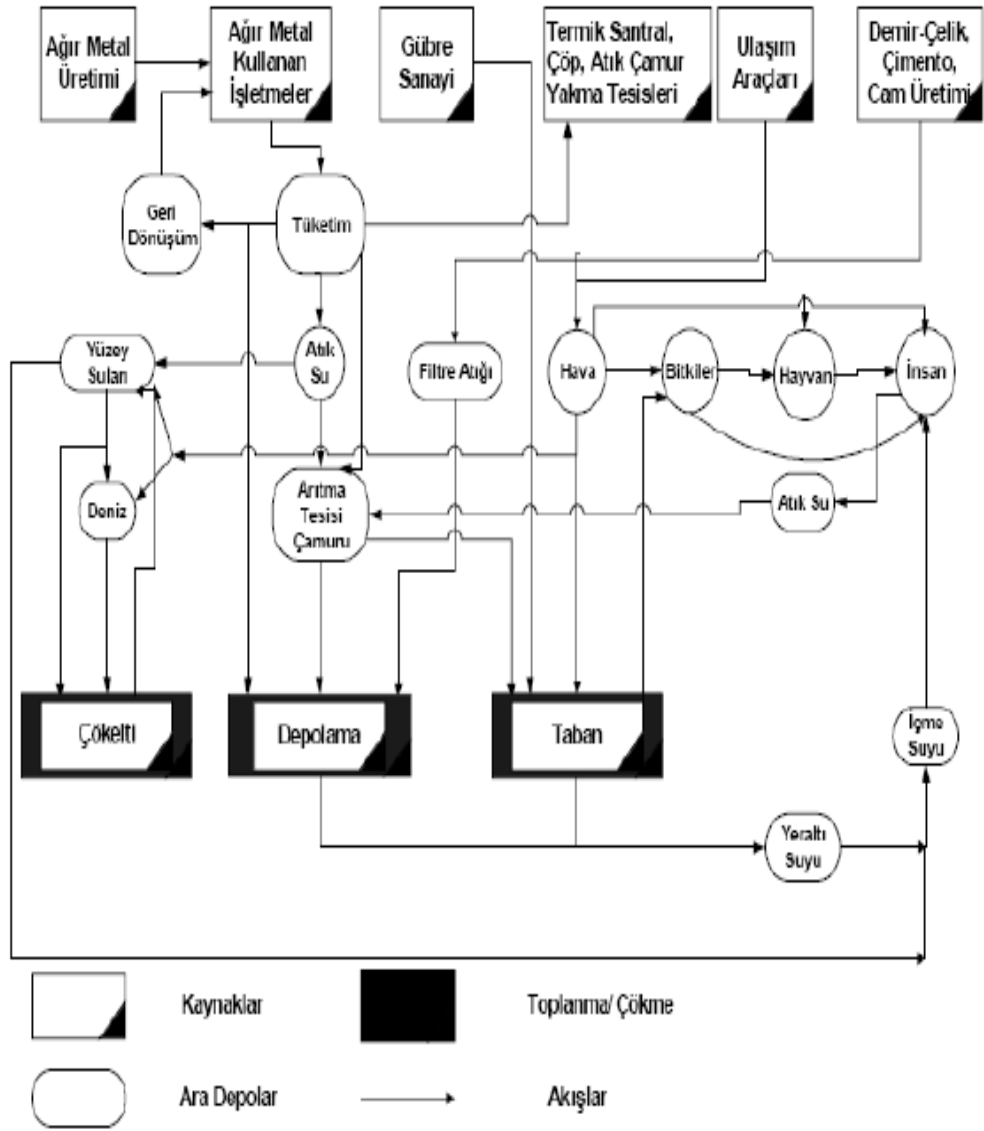 Ağır Metal
Üretimi
Ağır Metal
Kullanan
İşletmeler
Gübre
Sanayi
Termik Santral,
Çöp, Atık Çamur
Yakma Tesisleri
Ulaşım
Araçları
Demir-Çelik,
Çimento,
Cam Üretimi
Geri
Dönüşüm
Tüketim
Yüzey
Suları
Atık
Su
Filtre Atığı
Hava
Bitkiler
Hayvan
İnsan
Deniz
Arıtma
Tesisi
Çamuru
Atık Su
Çökelti
Depolama
Taban
İçme
Suyu
Yeraltı
Suyu
Kaynaklar
Toplanma/ Çökme
Ara Depolar
Akışlar